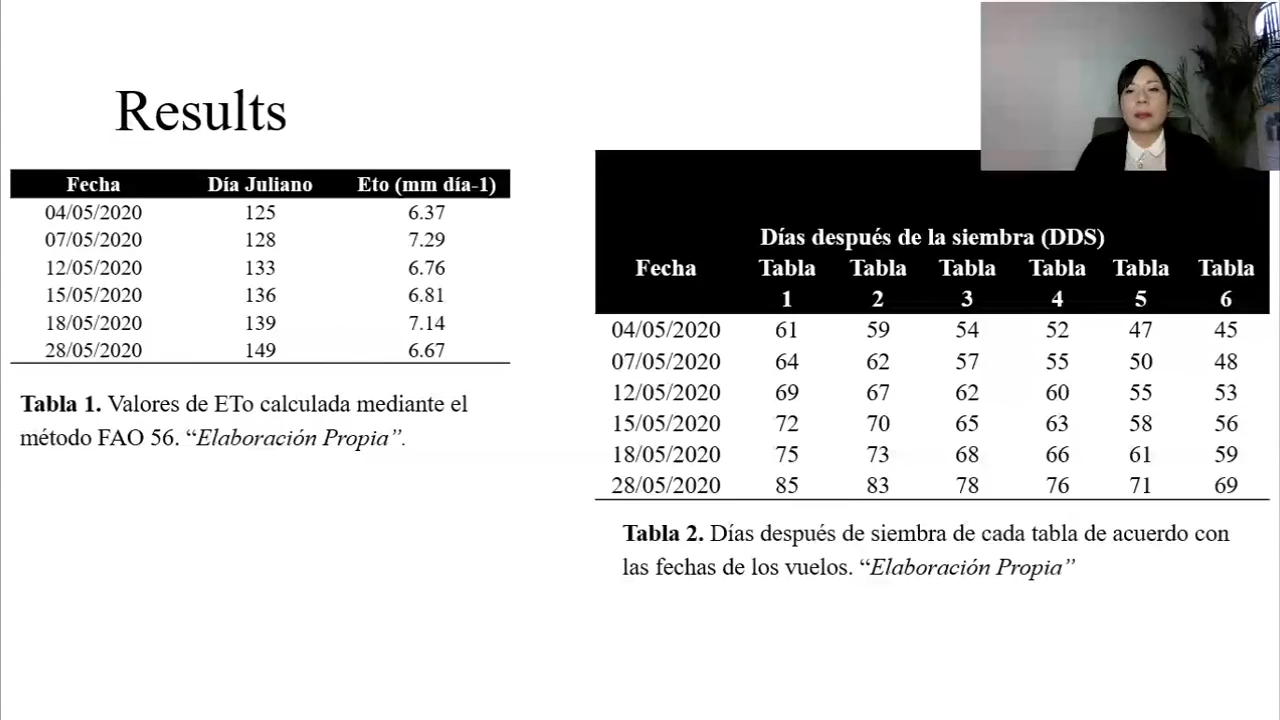 Results
Fecha Día Juliano Eto (mm día-1)
04/05/2020 125 6.37
07/05/2020 128 7.29
12/05/2020 133 6.76
15/05/2020 136 6.81
18/05/2020 139 7.14
28/05/2020 149 6.67
Tabla 1. Valores de ETo calculada mediante el
método FAO 56. “Elaboración Propia”.
Días después de la siembra (DDS)
Fecha Tabla Tabla Tabla Tabla Tabla Tabla
1 2 3 4 5 6
04/05/2020 61 59 54 52 47 45
07/05/2020 64 62 57 55 50 48
12/05/2020 69 67 62 60 55 53
15/05/2020 72 70 65 63 58 56
18/05/2020 75 73 68 66 61 59
28/05/2020 85 83 78 76 71 69
Tabla 2. Días después de siembra de cada tabla de acuerdo con
las fechas de los vuelos. “Elaboración Propia”